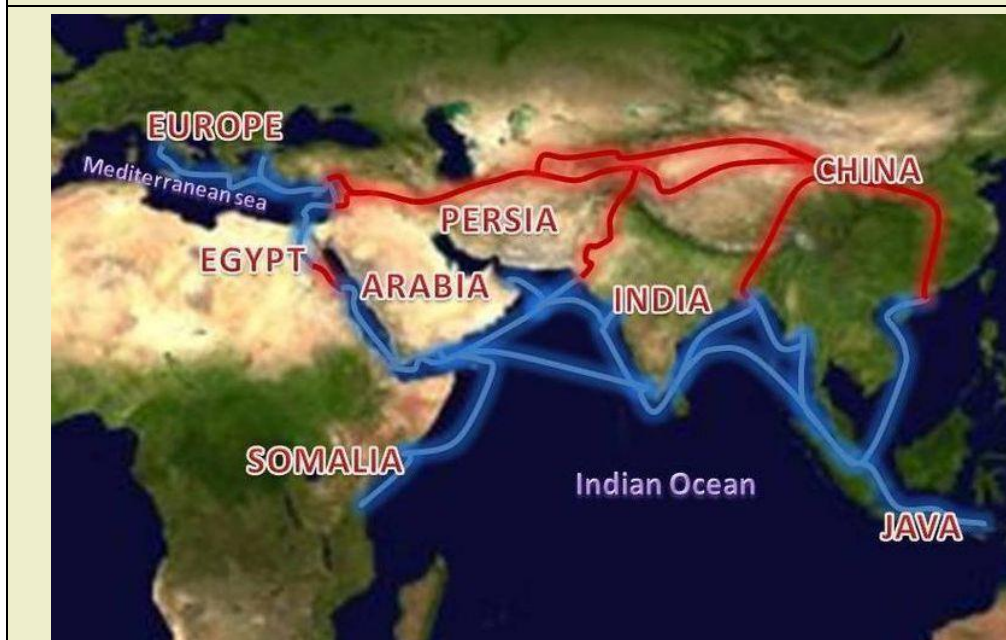 EUROPE
Mediterranean sea
CHINA
PERSIA
EGYPT
ARABIA
INDIA
SOMALIA
Indian Ocean
JAVA